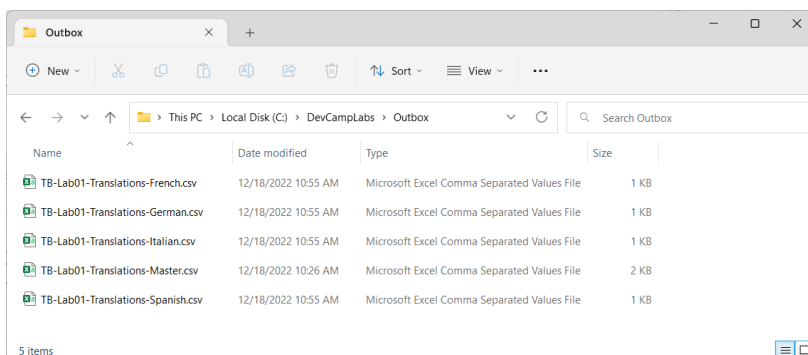 Outbox
New
Sort
View
This PC > Local Disk (C:) > DevCampLabs > Outbox
Search Outbox
Name Date modified Type Size
TB-Lab01-Translations-French.csv 12/18/2022 10:55 AM Microsoft Excel Comma Separated Values File 1 KB
TB-Lab01-Translations-German.csv 12/18/2022 10:55 AM Microsoft Excel Comma Separated Values File 1 KB
TB-Lab01-Translations-Italian.csv 12/18/2022 10:55 AM Microsoft Excel Comma Separated Values File 1 KB
TB-Lab01-Translations-Master.csv 12/18/2022 10:26 AM Microsoft Excel Comma Separated Values File 2 KB
TB-Lab01-Translations-Spanish.csv 12/18/2022 10:55 AM Microsoft Excel Comma Separated Values File 1 KB
5 items